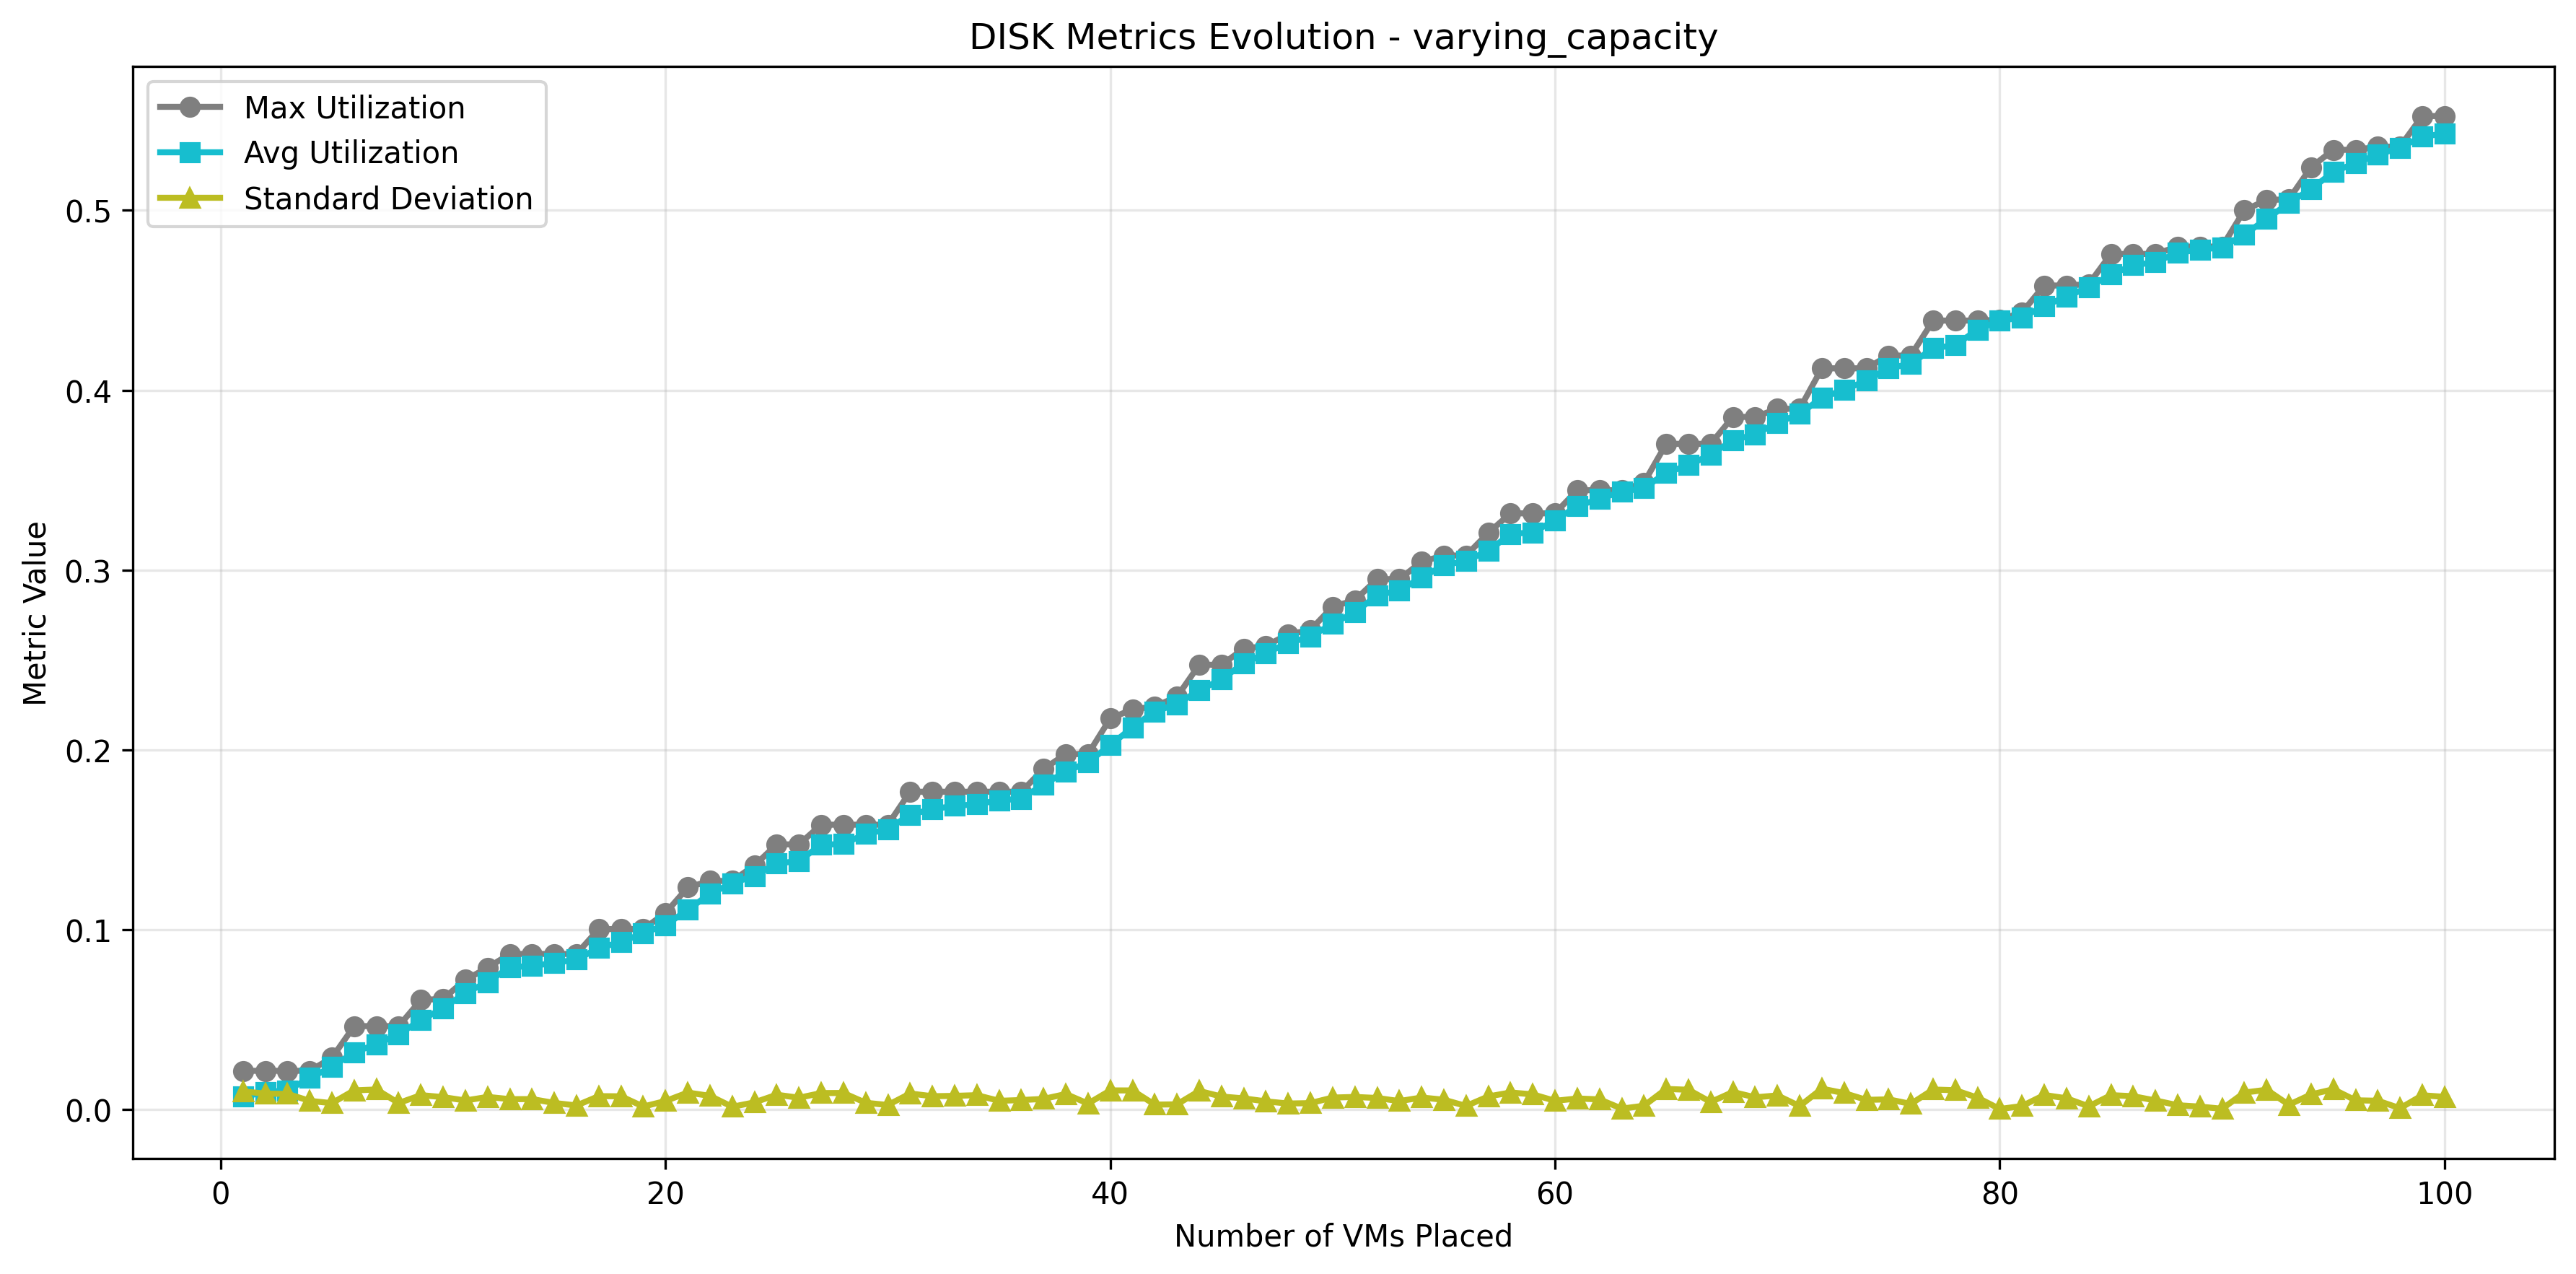 DISK Metrics Evolution - varying_capacity
Max Utilization
Avg Utilization
Standard Deviation
Metric Value
0.5
0.4
0.3
0.2
0.1
0.0
0 20 40 60 80 100
Number of VMs Placed